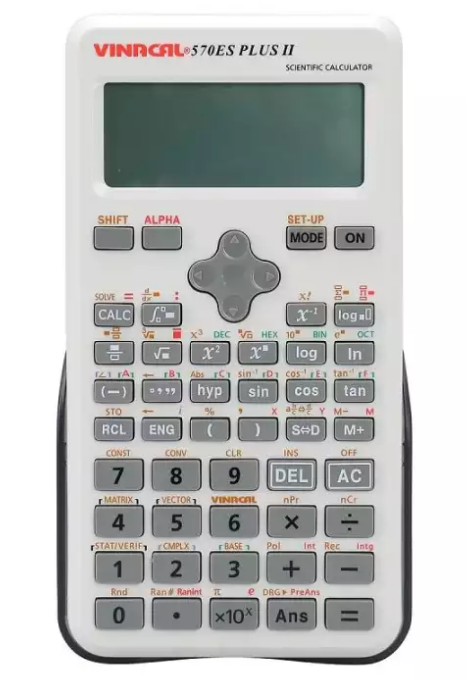 VINACAL® 570ES PLUS II
SCIENTIFIC CALCULATOR
SHIFT ALPHA SET-UP
MODE ON
SOLVE = d/dx : x!
CALC ∫ x⁻¹ log
³√ x³ DEC √ HEX 10 BIN e OCT
√ x² x log ln
A B Abs C sin⁻¹ D cos⁻¹ E tan⁻¹ F
(−) hyp sin cos tan
STO ← i % , X Y M− M
RCL ENG ( ) S⇔D M+
CONST CONV CLR INS OFF
7 8 9 DEL AC
MATRIX VECTOR VINACAL nPr nCr
4 5 6 × ÷
STAT/VERIF CMPLX BASE Pol Int Rec Intg
1 2 3 + −
Rnd Ran# RanInt π e DRG▶ PreAns
0 • ×10ˣ Ans =